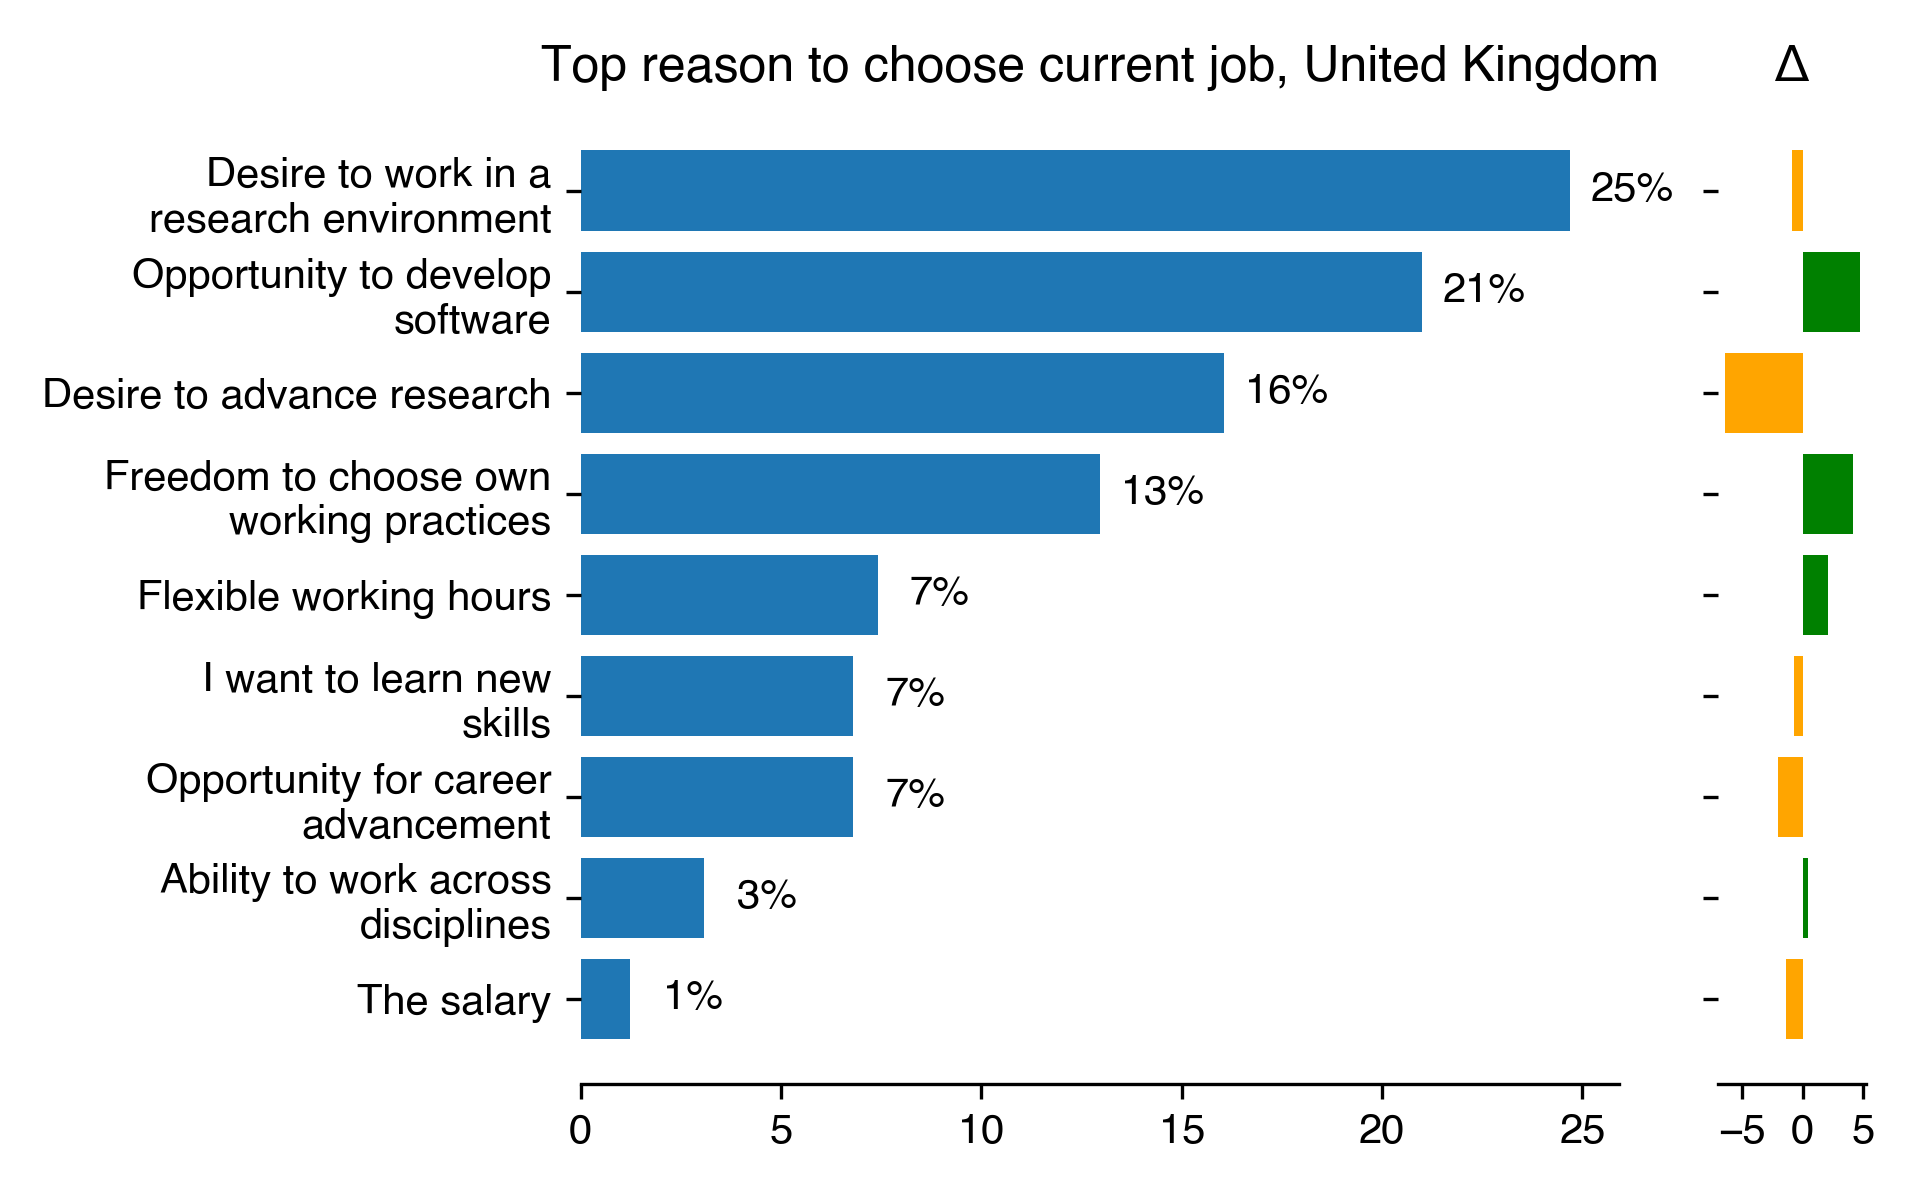 Top reason to choose current job, United Kingdom
Δ
Desire to work in a
research environment
25%
Opportunity to develop
software
21%
Desire to advance research
16%
Freedom to choose own
working practices
13%
Flexible working hours
7%
I want to learn new
skills
7%
Opportunity for career
advancement
7%
Ability to work across
disciplines
3%
The salary
1%
0 5 10 15 20 25
−5 0 5